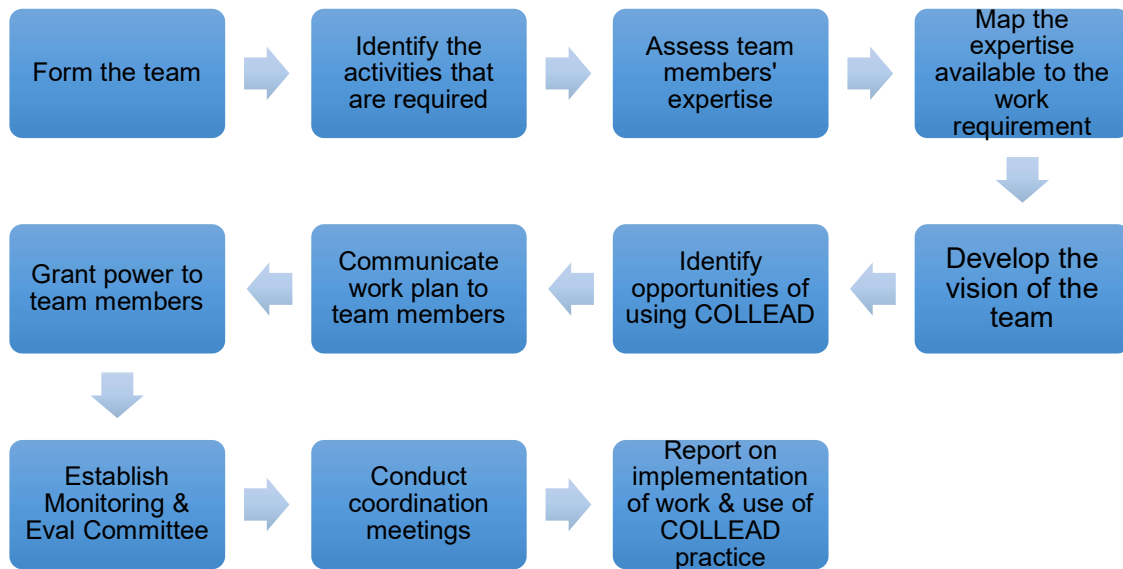 Form the team
Identify the
activities that
are required
Assess team
members'
expertise
Map the
expertise
available to the
work
requirement
Develop the
vision of the
team
Identify
opportunities of
using COLLEAD
Communicate
work plan to
team members
Grant power to
team members
Establish
Monitoring &
Eval Committee
Conduct
coordination
meetings
Report on
implementation
of work & use of
COLLEAD
practice